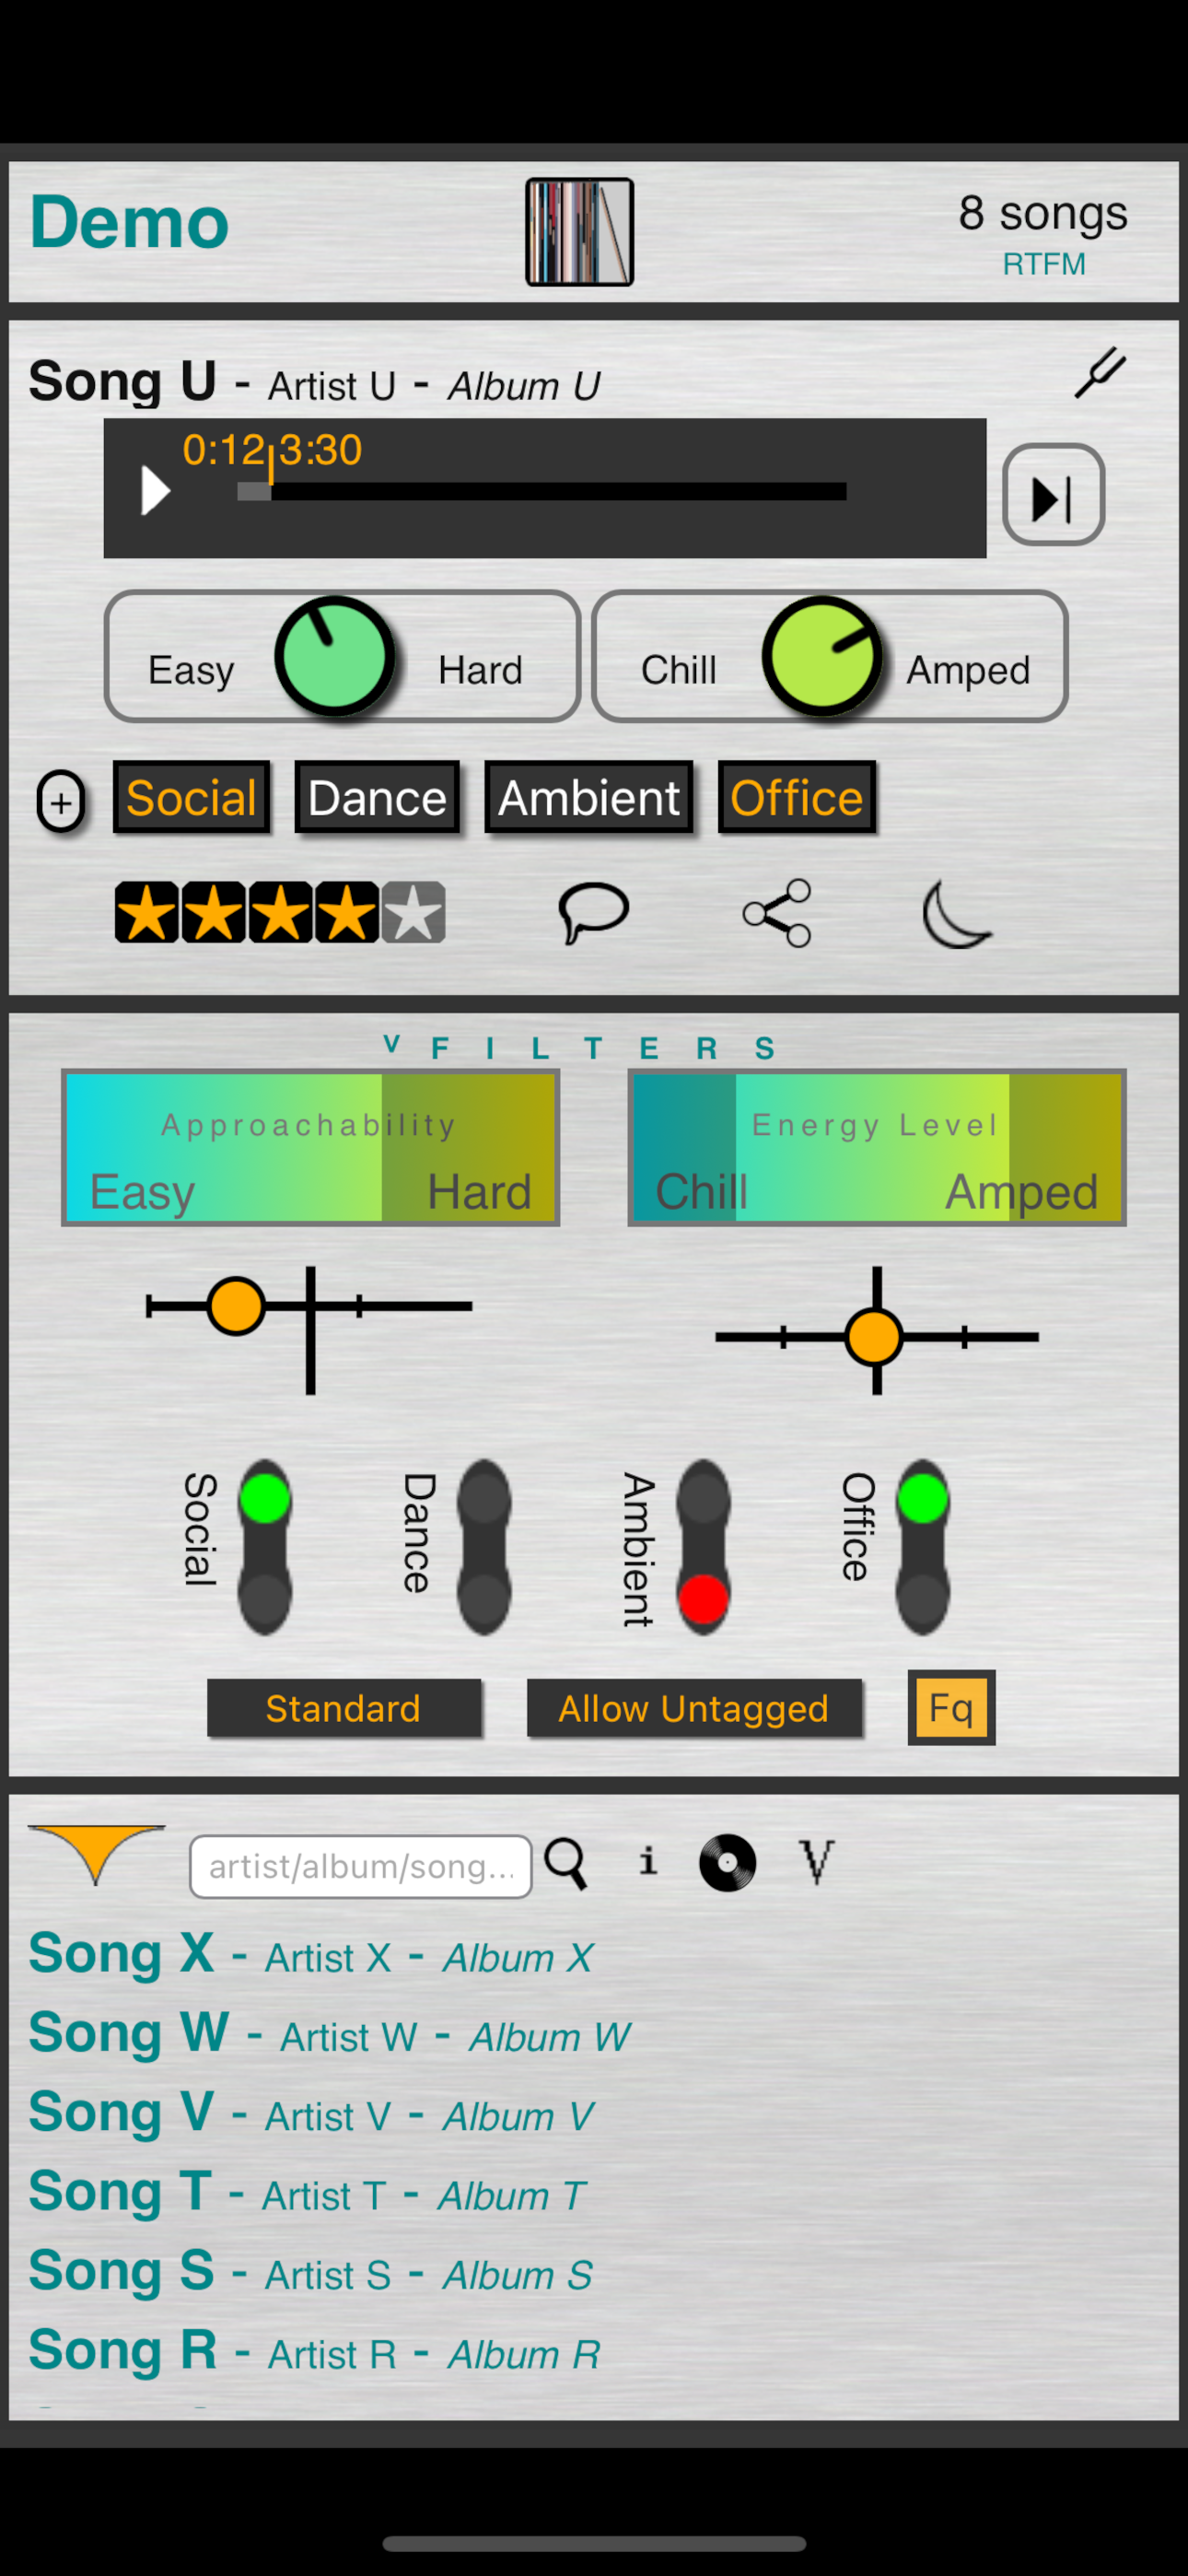 Demo
8 songs
RTFM
Song U - Artist U - Album U
0:12 3:30
Easy Hard Chill Amped
+ Social Dance Ambient Office
V FILTERS
Approachability Energy Level
Easy Hard Chill Amped
Social Dance Ambient Office
Standard Allow Untagged Fq
artist/album/song... i V
Song X - Artist X - Album X
Song W - Artist W - Album W
Song V - Artist V - Album V
Song T - Artist T - Album T
Song S - Artist S - Album S
Song R - Artist R - Album R